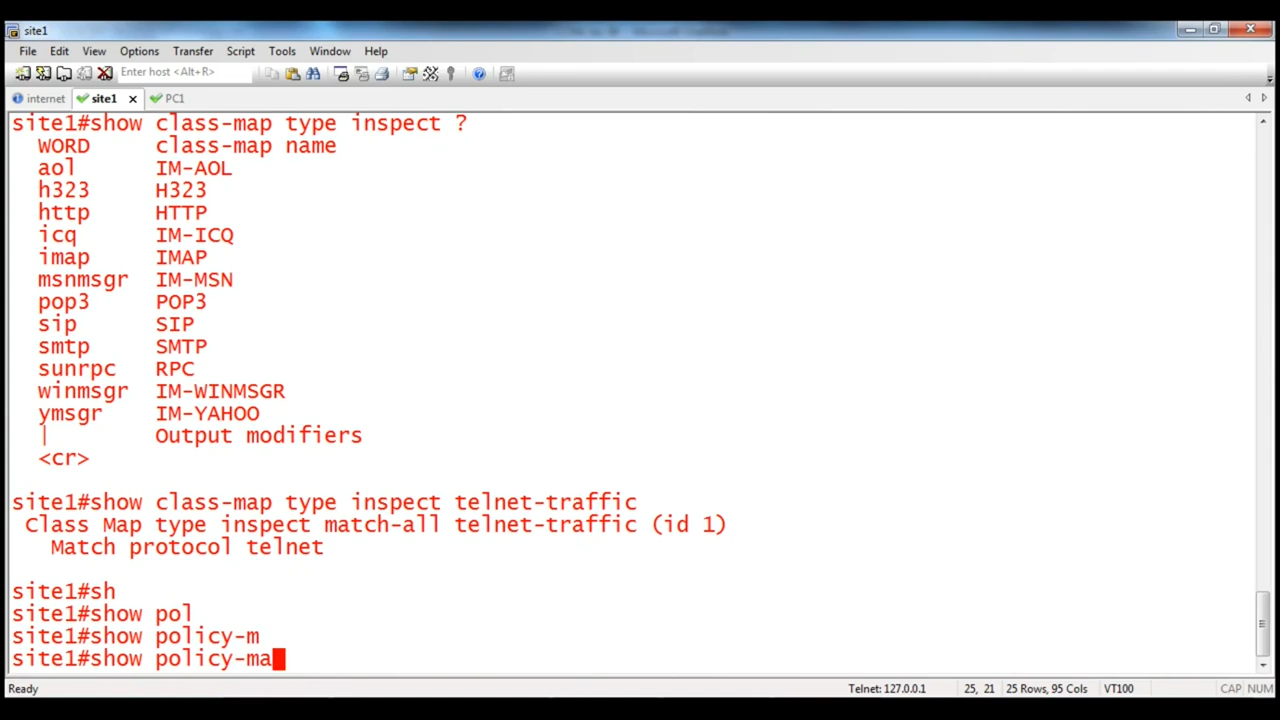 site1
File Edit View Options Transfer Script Tools Window Help
Enter host <Alt+R>
internet site1 PC1
site1#show class-map type inspect ?
WORD class-map name
aol IM-AOL
h323 H323
http HTTP
icq IM-ICQ
imap IMAP
msnmsgr IM-MSN
pop3 POP3
sip SIP
smtp SMTP
sunrpc RPC
winmsgr IM-WINMSGR
ymsgr IM-YAHOO
| Output modifiers
<cr>
site1#show class-map type inspect telnet-traffic
Class Map type inspect match-all telnet-traffic (id 1)
Match protocol telnet
site1#sh
site1#show pol
site1#show policy-m
site1#show policy-ma
Ready Telnet: 127.0.0.1 25, 21 25 Rows, 95 Cols VT100 CAP NUM